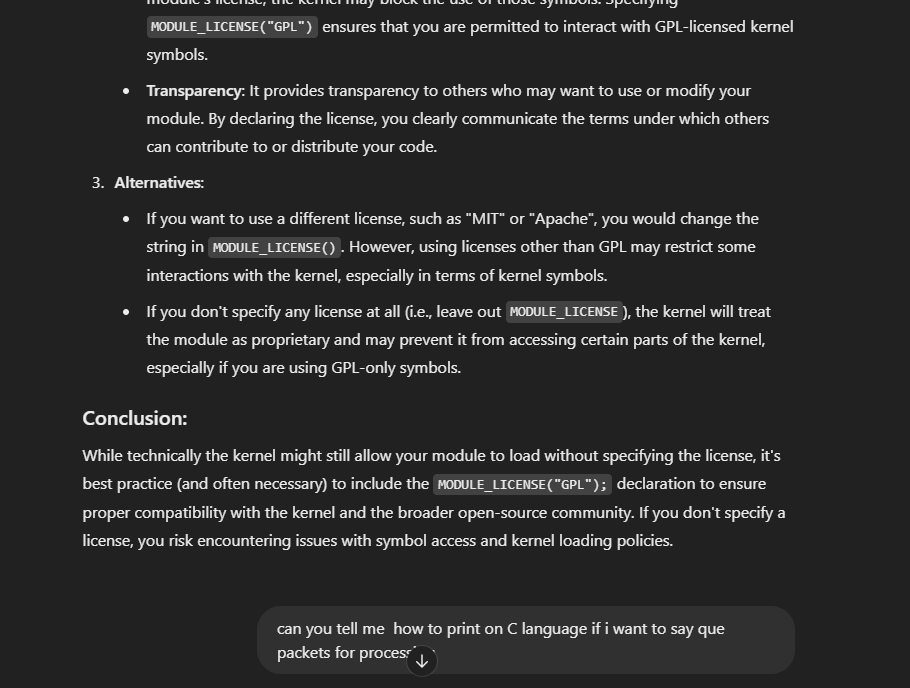 module's license, the kernel may block the use of those symbols. Specifying
MODULE_LICENSE("GPL") ensures that you are permitted to interact with GPL-licensed kernel
symbols.
• Transparency: It provides transparency to others who may want to use or modify your
module. By declaring the license, you clearly communicate the terms under which others
can contribute to or distribute your code.
3. Alternatives:
• If you want to use a different license, such as "MIT" or "Apache", you would change the
string in MODULE_LICENSE() . However, using licenses other than GPL may restrict some
interactions with the kernel, especially in terms of kernel symbols.
• If you don't specify any license at all (i.e., leave out MODULE_LICENSE ), the kernel will treat
the module as proprietary and may prevent it from accessing certain parts of the kernel,
especially if you are using GPL-only symbols.
Conclusion:
While technically the kernel might still allow your module to load without specifying the license, it's
best practice (and often necessary) to include the MODULE_LICENSE("GPL"); declaration to ensure
proper compatibility with the kernel and the broader open-source community. If you don't specify a
license, you risk encountering issues with symbol access and kernel loading policies.
can you tell me  how to print on C language if i want to say que
packets for